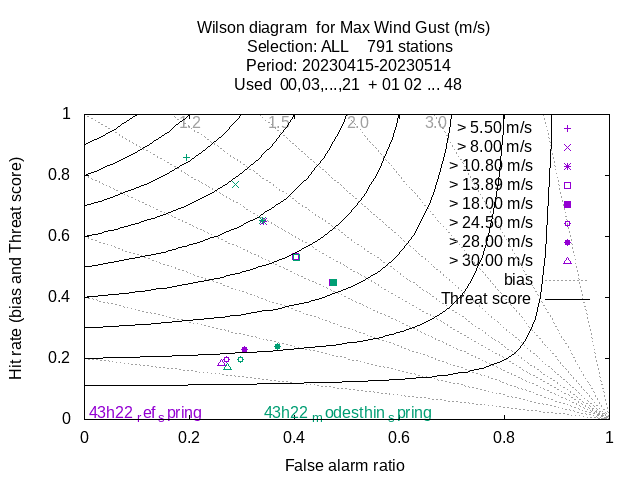 Wilson diagram  for Max Wind Gust (m/s)
Selection: ALL    791 stations
Period: 20230415-20230514
Used  00,03,...,21  + 01 02 ... 48
Hit rate (bias and Threat score)
1
0.8
0.6
0.4
0.2
0
1.2
1.5
2.0
3.0
> 5.50 m/s
> 8.00 m/s
> 10.80 m/s
> 13.89 m/s
> 18.00 m/s
> 24.50 m/s
> 28.00 m/s
> 30.00 m/s
bias
Threat score
43h22 ref spring
43h22 modesthin spring
0 0.2 0.4 0.6 0.8 1
False alarm ratio